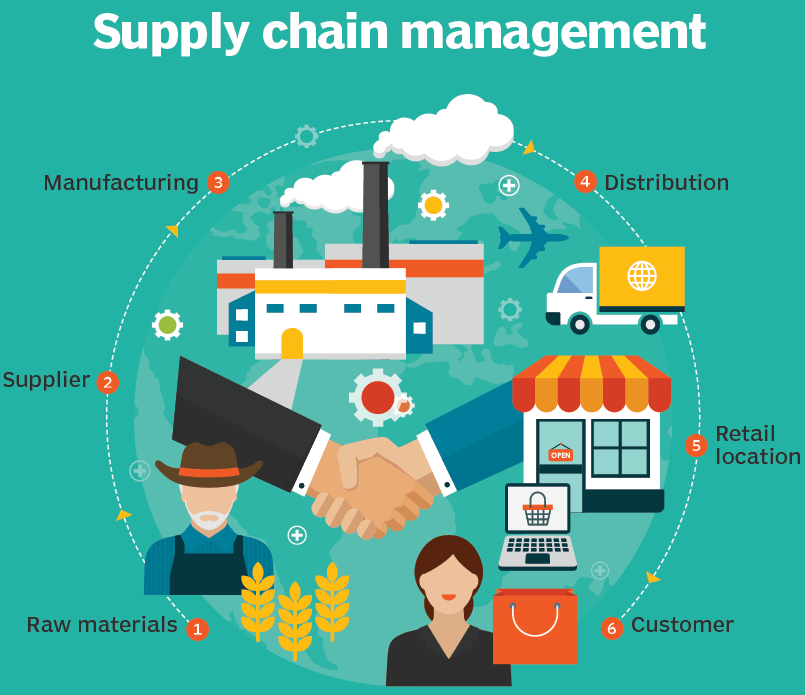 Supply chain management
Manufacturing 3
4 Distribution
Supplier 2
5 Retail
location
OPEN
Raw materials 1
6 Customer